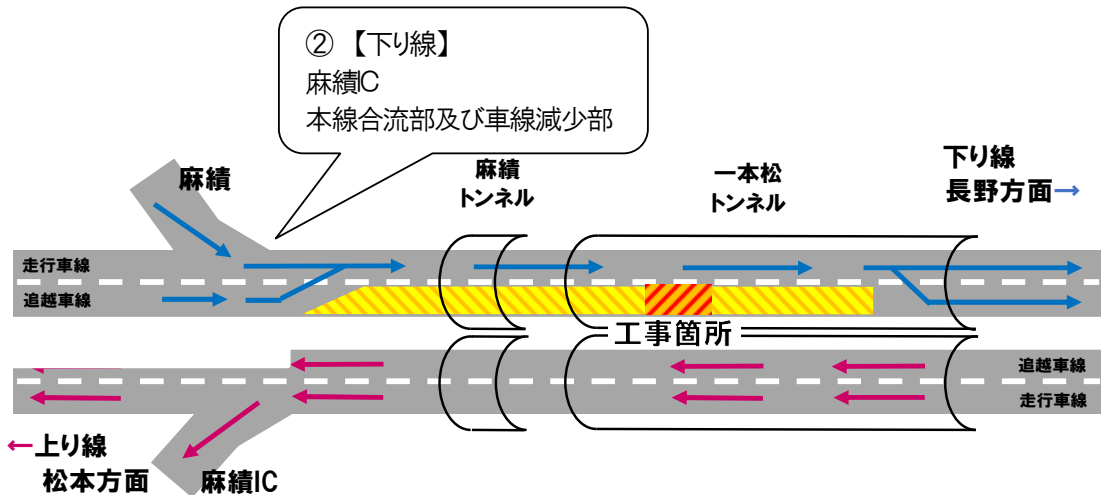 ② 【下り線】
麻績IC
本線合流部及び車線減少部
麻績
麻績
トンネル
一本松
トンネル
下り線
長野方面→
走行車線
追越車線
工事箇所
追越車線
走行車線
←上り線
松本方面
麻績IC